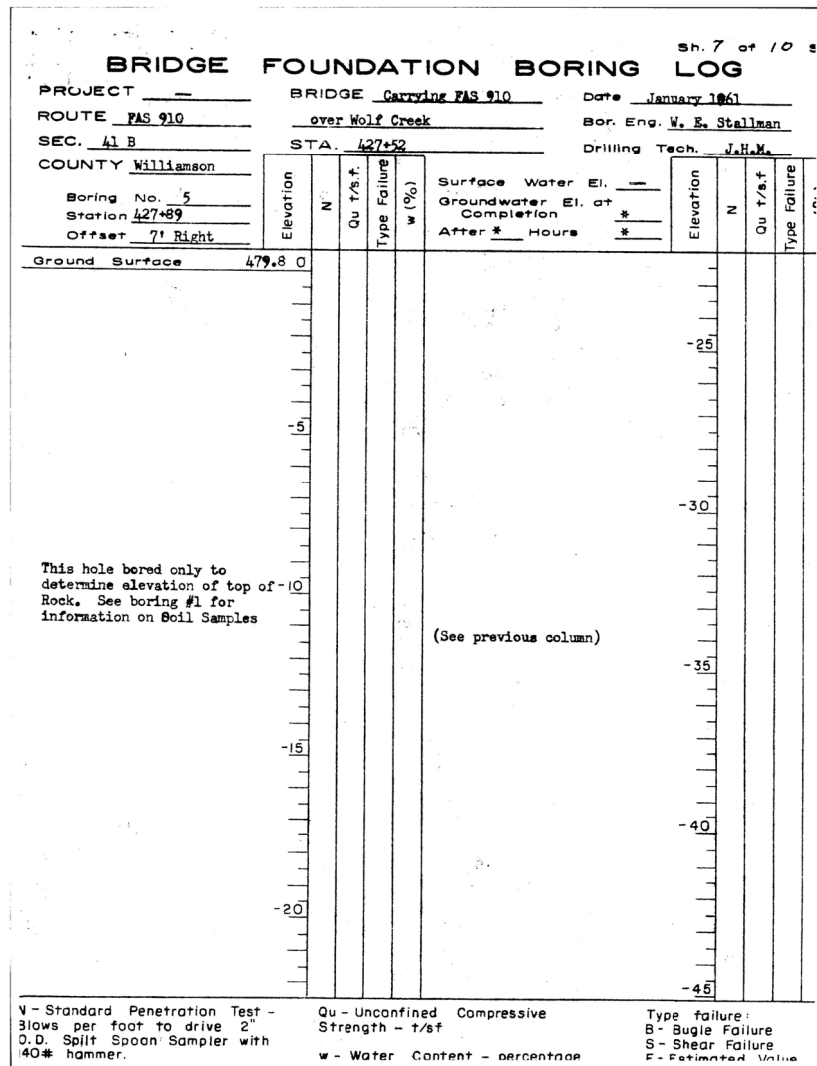 Sh. 7 of 10 S
BRIDGE FOUNDATION BORING LOG
PROJECT —
BRIDGE Carrying FAS 910
Date January 1961
ROUTE FAS 910
over Wolf Creek
Bor. Eng. W. E. Stallman
SEC. 41 B
STA. 427+52
Drilling Tech. J.H.M.
COUNTY Williamson
Boring No. 5
Station 427+89
Offset 7' Right
Elevation
N
Qu t/s.f.
Type Failure
w (%)
Surface Water El. —
Groundwater El. at
Completion *
After * Hours *
Elevation
N
Qu t/s.f
Type Failure
Ground Surface 479.8 0
-25
-5
-30
This hole bored only to
determine elevation of top of -10
Rock. See boring #1 for
information on Soil Samples
(See previous column)
-35
-15
-40
-20
-45
N - Standard Penetration Test -
Blows per foot to drive 2"
O.D. Spilt Spoon Sampler with
140# hammer.
Qu - Unconfined Compressive
Strength - t/sf
w - Water Content - percentage
Type failure:
B - Bugle Failure
S - Shear Failure
E - Estimated Value